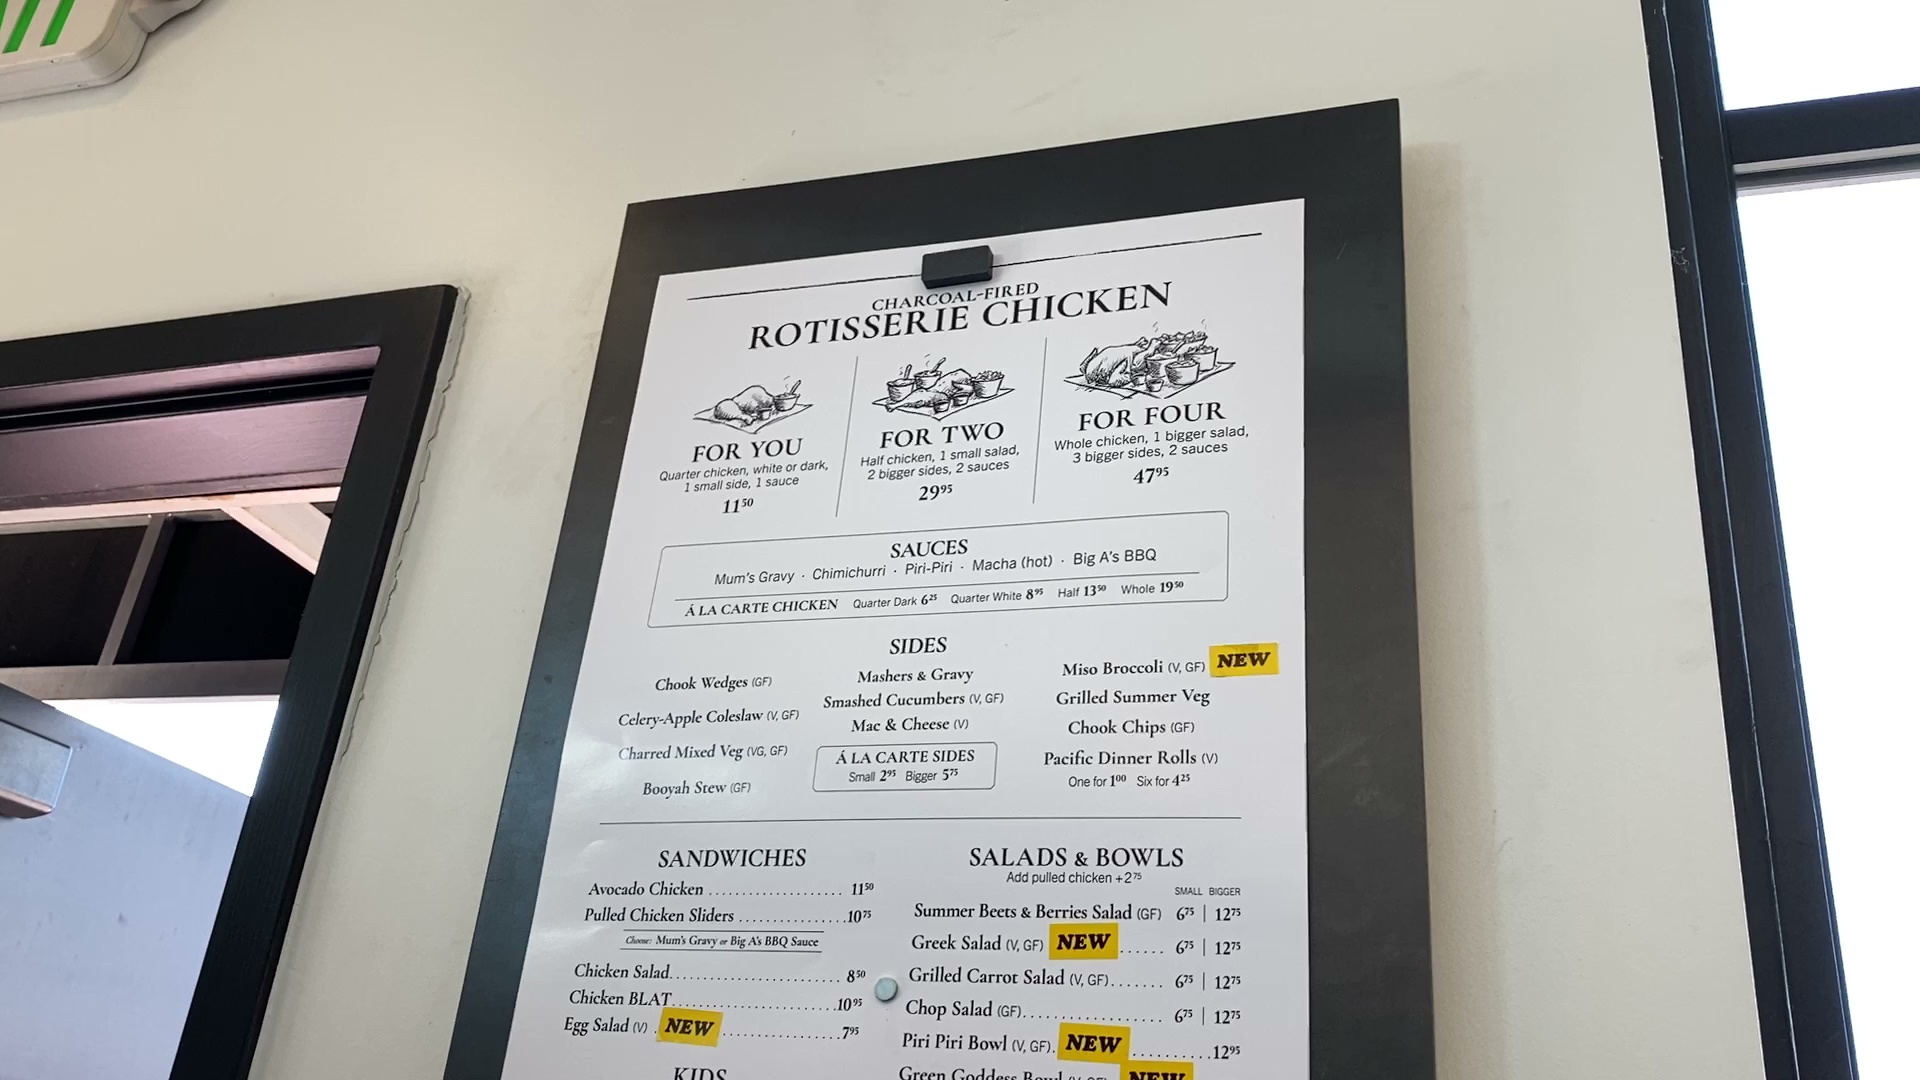 CHARCOAL-FIRED
ROTISSERIE CHICKEN
FOR YOU
Quarter chicken, white or dark,
1 small side, 1 sauce
11⁵⁰
FOR TWO
Half chicken, 1 small salad,
2 bigger sides, 2 sauces
29⁹⁵
FOR FOUR
Whole chicken, 1 bigger salad,
3 bigger sides, 2 sauces
47⁹⁵
SAUCES
Mum's Gravy · Chimichurri · Piri-Piri · Macha (hot) · Big A's BBQ
Á LA CARTE CHICKEN Quarter Dark 6²⁵ Quarter White 8⁹⁵ Half 13⁵⁰ Whole 19⁵⁰
SIDES
Chook Wedges (GF)
Celery-Apple Coleslaw (V, GF)
Charred Mixed Veg (VG, GF)
Booyah Stew (GF)
Mashers & Gravy
Smashed Cucumbers (V, GF)
Mac & Cheese (V)
Á LA CARTE SIDES
Small 2⁹⁵ Bigger 5⁷⁵
Miso Broccoli (V, GF) NEW
Grilled Summer Veg
Chook Chips (GF)
Pacific Dinner Rolls (V)
One for 1⁰⁰ Six for 4²⁵
SANDWICHES
Avocado Chicken .................... 11⁵⁰
Pulled Chicken Sliders ................10⁷⁵
Choose: Mum's Gravy or Big A's BBQ Sauce
Chicken Salad......................... 8⁵⁰
Chicken BLAT........................10⁹⁵
Egg Salad (V) . NEW .................7⁹⁵
KIDS
SALADS & BOWLS
Add pulled chicken +2⁷⁵
SMALL BIGGER
Summer Beets & Berries Salad (GF) 6⁷⁵ | 12⁷⁵
Greek Salad (V, GF) NEW ...... 6⁷⁵ | 12⁷⁵
Grilled Carrot Salad (V, GF)....... 6⁷⁵ | 12⁷⁵
Chop Salad (GF)................... 6⁷⁵ | 12⁷⁵
Piri Piri Bowl (V, GF). NEW ...........12⁹⁵
Green Goddess Bowl (V, GF) NEW